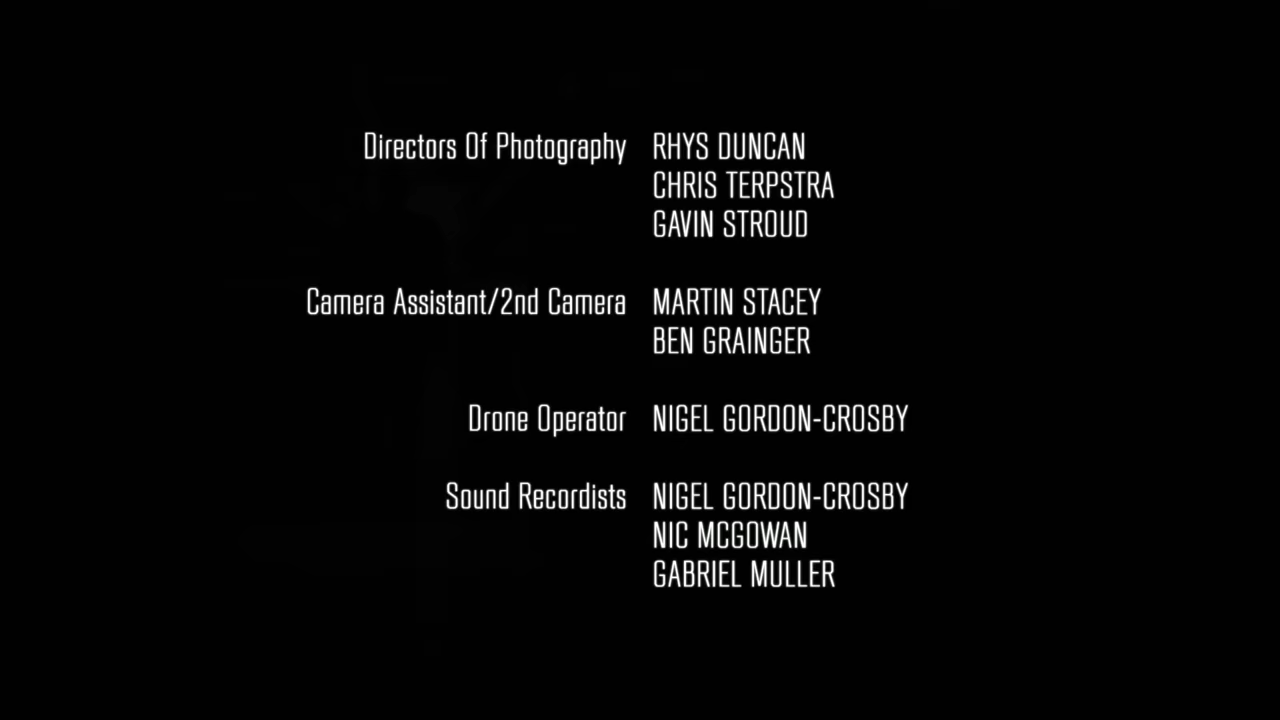 Directors Of Photography RHYS DUNCAN
CHRIS TERPSTRA
GAVIN STROUD
Camera Assistant/2nd Camera MARTIN STACEY
BEN GRAINGER
Drone Operator NIGEL GORDON-CROSBY
Sound Recordists NIGEL GORDON-CROSBY
NIC MCGOWAN
GABRIEL MULLER